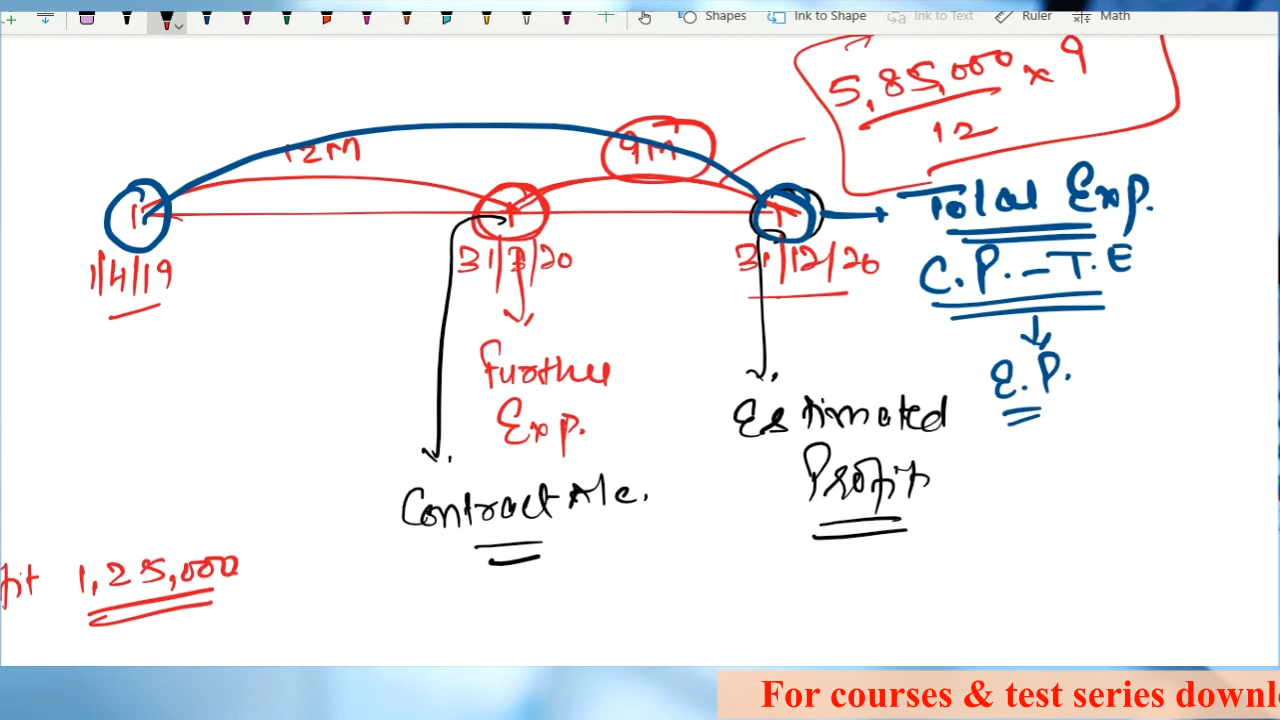 Shapes Ink to Shape Ink to Text Ruler Math
5,85,000 x 9
12
12M
9M
Total Exp.
C.P. - T.E
E.P.
1/4/19
31/3/20
31/12/20
Further
Exp.
Estimated
Profit
Contract A/c.
1,25,000
For courses & test series downl